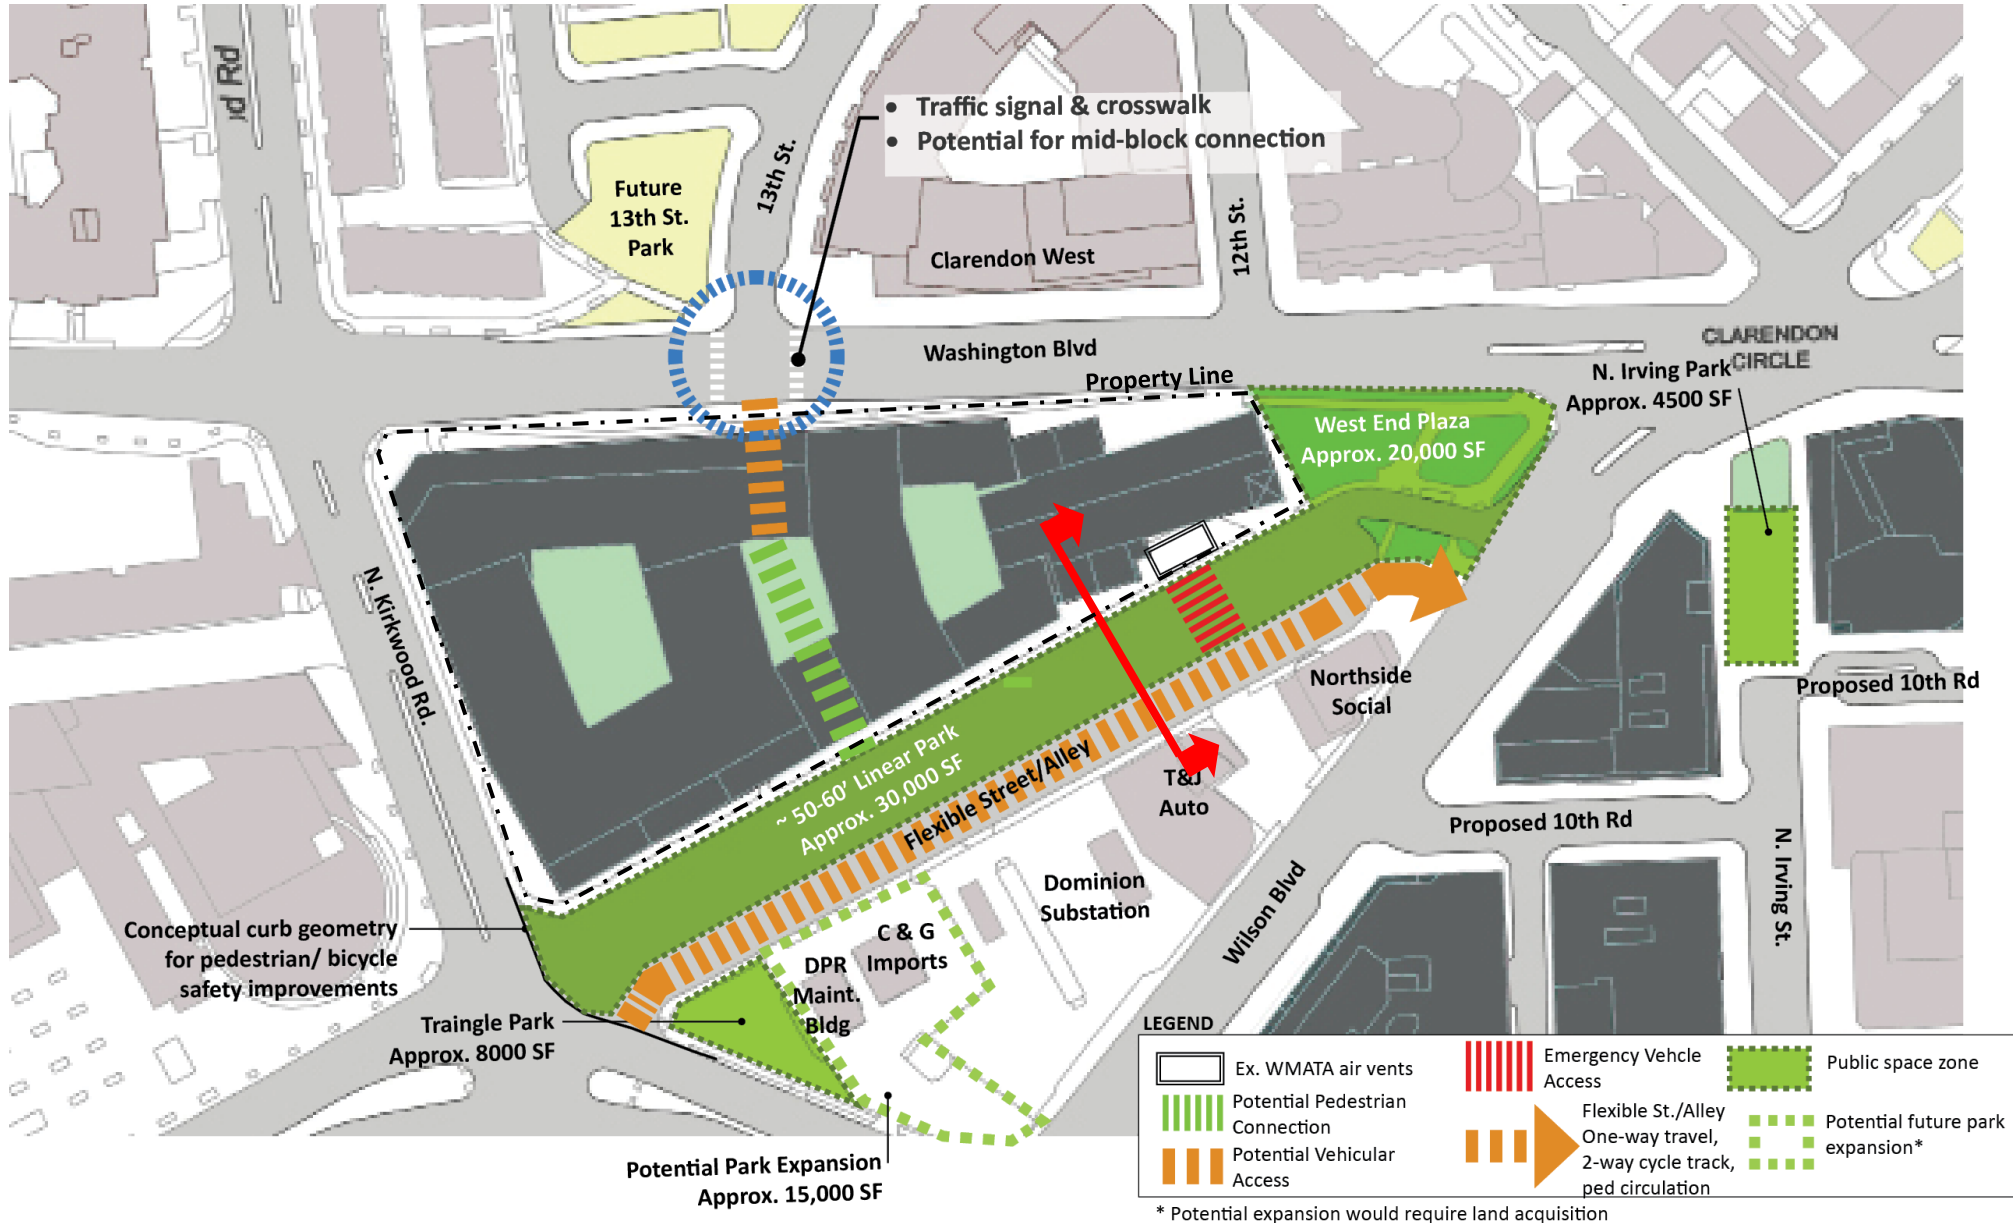 • Traffic signal & crosswalk
• Potential for mid-block connection
Future
13th St.
Park
13th St.
12th St.
Clarendon West
Washington Blvd
CLARENDON
CIRCLE
Property Line
N. Irving Park
Approx. 4500 SF
West End Plaza
Approx. 20,000 SF
N. Kirkwood Rd.
Northside
Social
Proposed 10th Rd
~ 50-60' Linear Park
Approx. 30,000 SF
Flexible Street/Alley
T&J
Auto
Proposed 10th Rd
N. Irving St.
Wilson Blvd
Dominion
Substation
C & G
Imports
DPR
Maint.
Bldg
Conceptual curb geometry
for pedestrian/ bicycle
safety improvements
Traingle Park
Approx. 8000 SF
Potential Park Expansion
Approx. 15,000 SF
LEGEND
Ex. WMATA air vents
Potential Pedestrian
Connection
Potential Vehicular
Access
Emergency Vehcle
Access
Flexible St./Alley
One-way travel,
2-way cycle track,
ped circulation
Public space zone
Potential future park
expansion*
* Potential expansion would require land acquisition